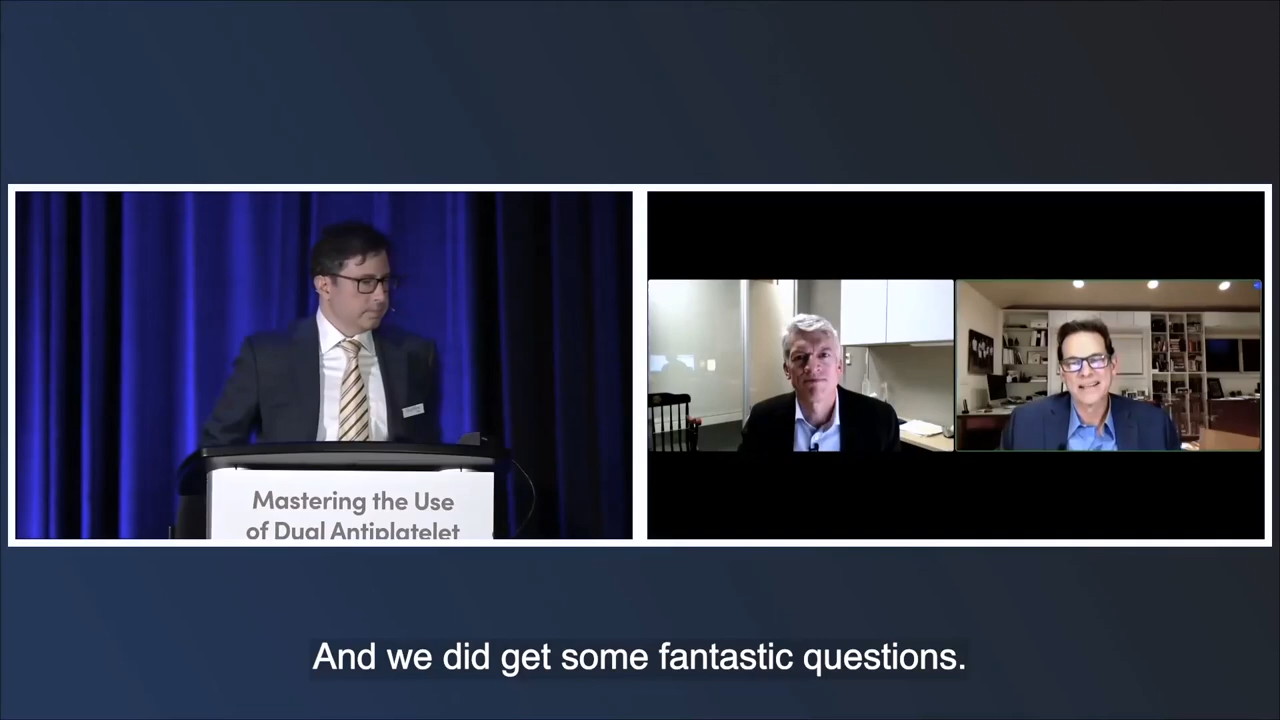 Mastering the Use
of Dual Antiplatelet
And we did get some fantastic questions.